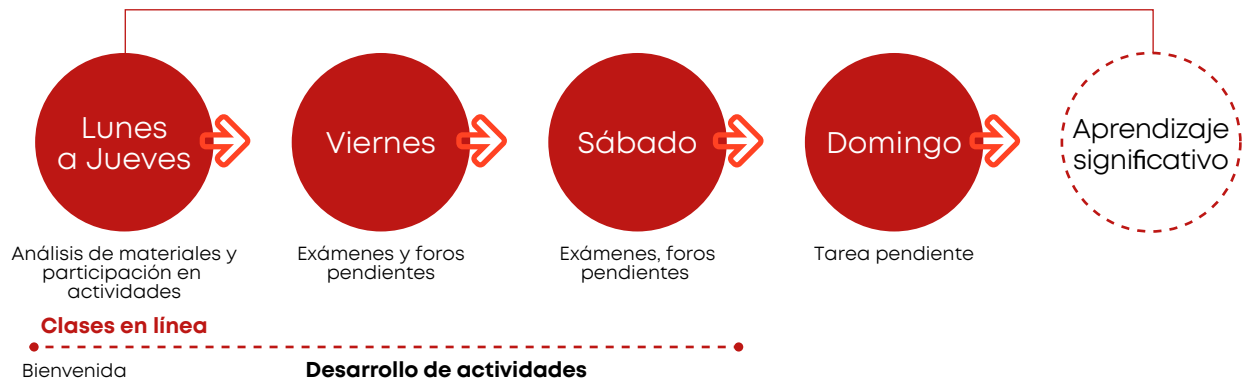 Lunes
a Jueves
Viernes
Sábado
Domingo
Aprendizaje
significativo
Análisis de materiales y
participación en
actividades
Exámenes y foros
pendientes
Exámenes, foros
pendientes
Tarea pendiente
Clases en línea
Bienvenida
Desarrollo de actividades